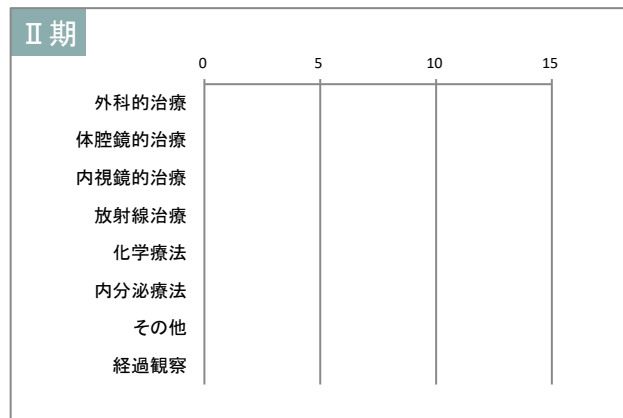 Ⅱ期
0 5 10 15
外科的治療
体腔鏡的治療
内視鏡的治療
放射線治療
化学療法
内分泌療法
その他
経過観察